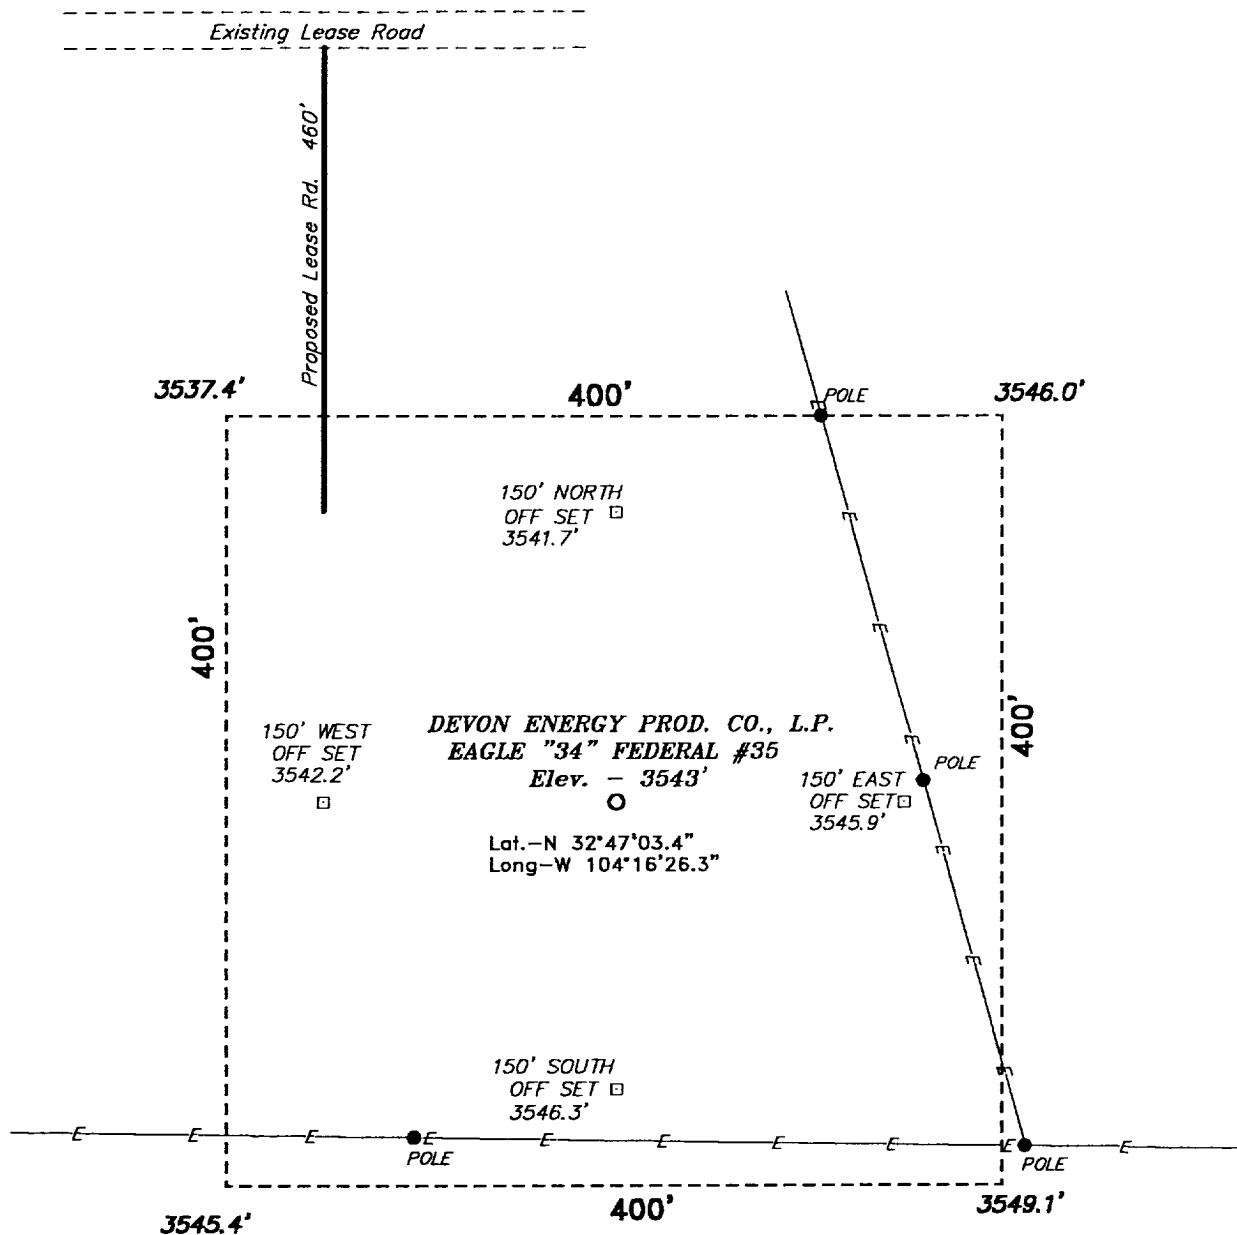 Existing Lease Road
Proposed Lease Rd. 460'
3537.4'
400'
3546.0'
POLE
E
150' NORTH
OFF SET
3541.7'
E
E
400'
400'
150' WEST
OFF SET
3542.2'
DEVON ENERGY PROD. CO., L.P.
EAGLE "34" FEDERAL #35
Elev. - 3543'
E
POLE
150' EAST
OFF SET
3545.9'
Lat.-N 32°47'03.4"
Long-W 104°16'26.3"
E
E
E
150' SOUTH
OFF SET
3546.3'
E E E E E E E E E E
POLE
POLE
3545.4'
400'
3549.1'